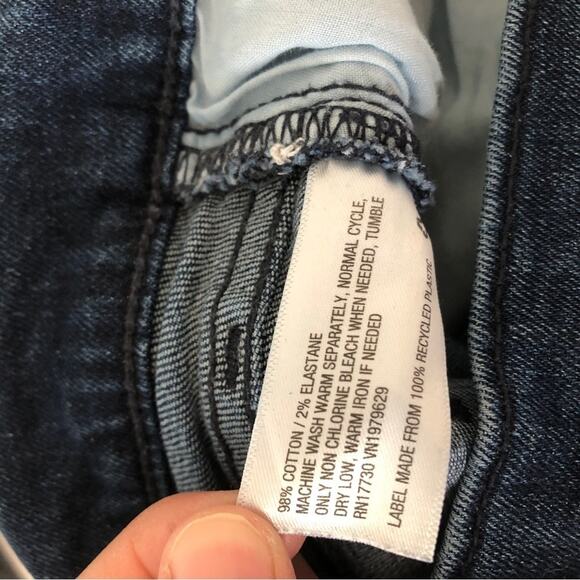 98% COTTON / 2% ELASTANE
MACHINE WASH WARM SEPARATELY, NORMAL CYCLE,
ONLY NON CHLORINE BLEACH WHEN NEEDED, TUMBLE
DRY LOW, WARM IRON IF NEEDED
RN17730 VN1979629
LABEL MADE FROM 100% RECYCLED PLASTIC